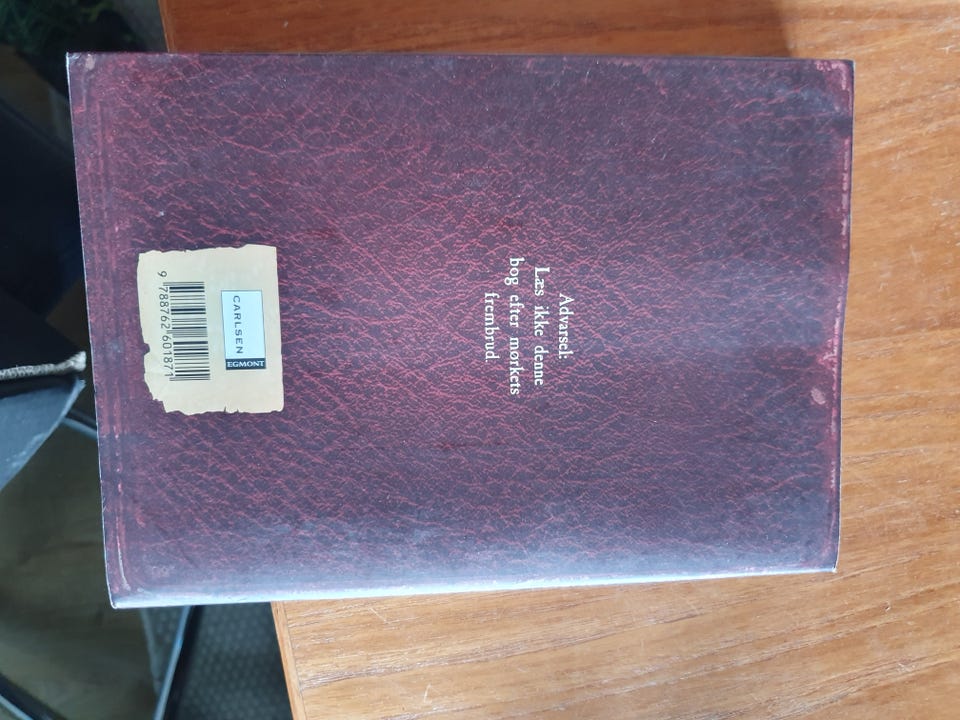 Advarsel:
Læs ikke denne
bog efter mørkets
frembrud.
CARLSEN
EGMONT
9 788762 601871